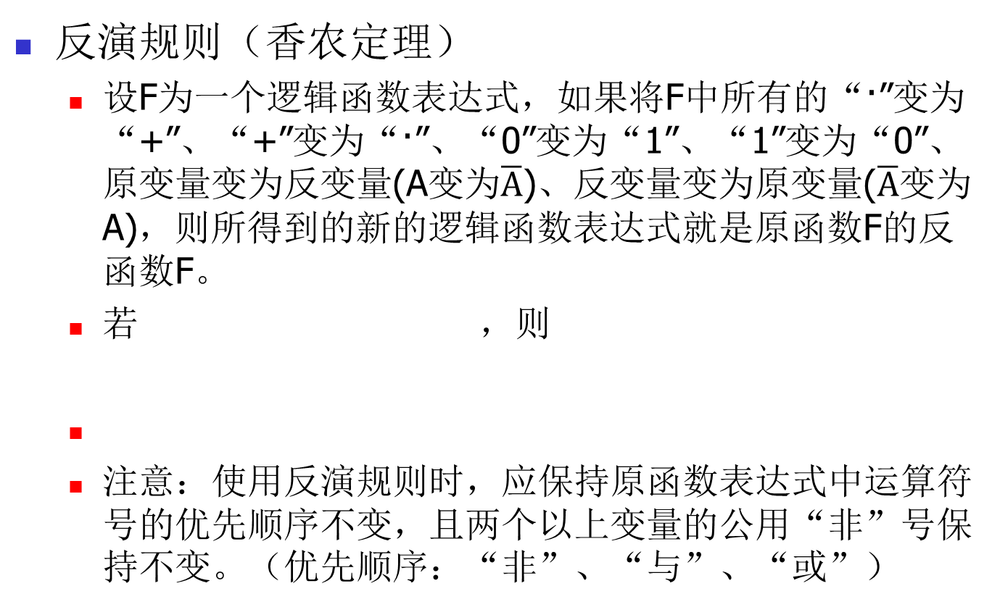 反演规则（香农定理）
设F为一个逻辑函数表达式，如果将F中所有的“·”变为
“+”、“+”变为“·”、“0”变为“1”、“1”变为“0”、
原变量变为反变量(A变为A̅)、反变量变为原变量(A̅变为
A)，则所得到的新的逻辑函数表达式就是原函数F的反
函数F。
若 ，则
注意：使用反演规则时，应保持原函数表达式中运算符
号的优先顺序不变，且两个以上变量的公用“非”号保
持不变。（优先顺序：“非”、“与”、“或”）